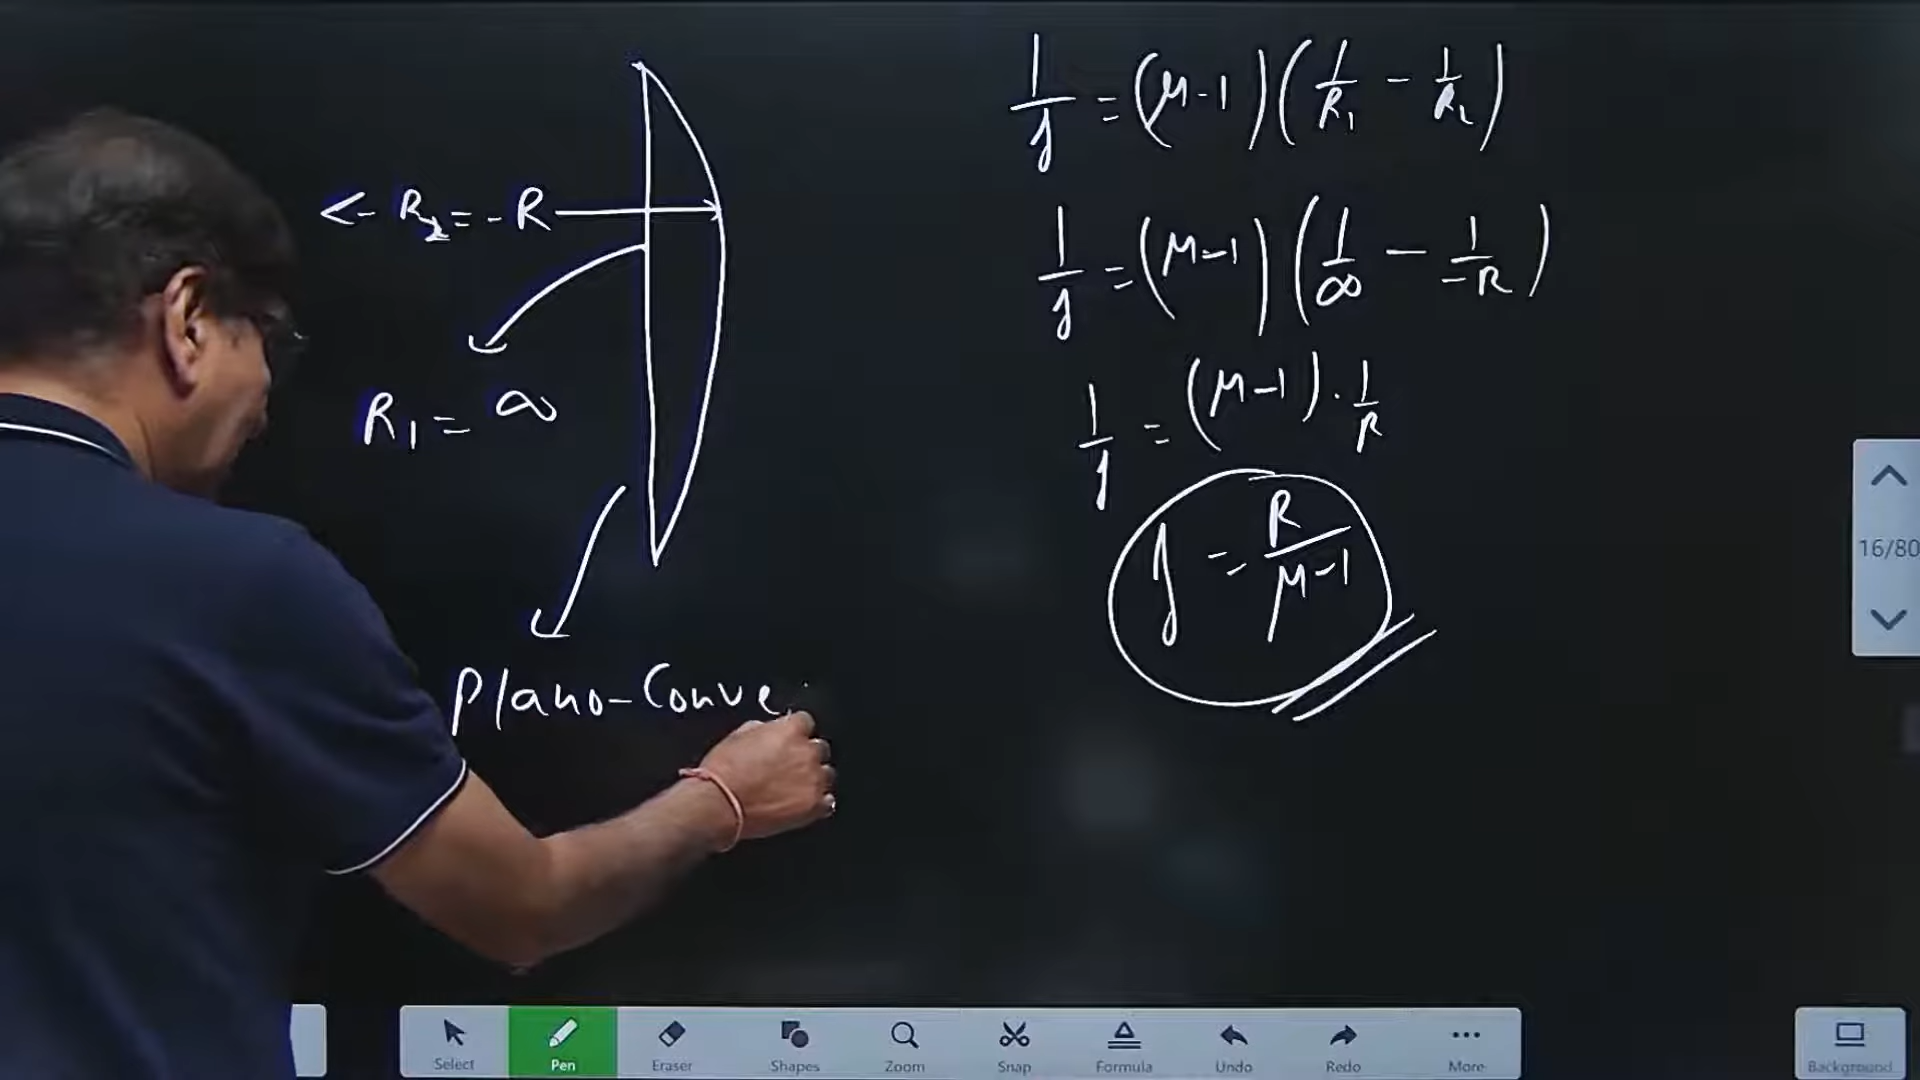 <- R₂ = -R
R₁ = ∞
Plano-Conve
1/f = (μ-1)(1/R₁ - 1/R₂)
1/f = (μ-1)(1/∞ - 1/-R)
1/f = (μ-1)·1/R
f = R/μ-1
16/80
Select Pen Eraser Shapes Zoom Snap Formula Undo Redo More Background